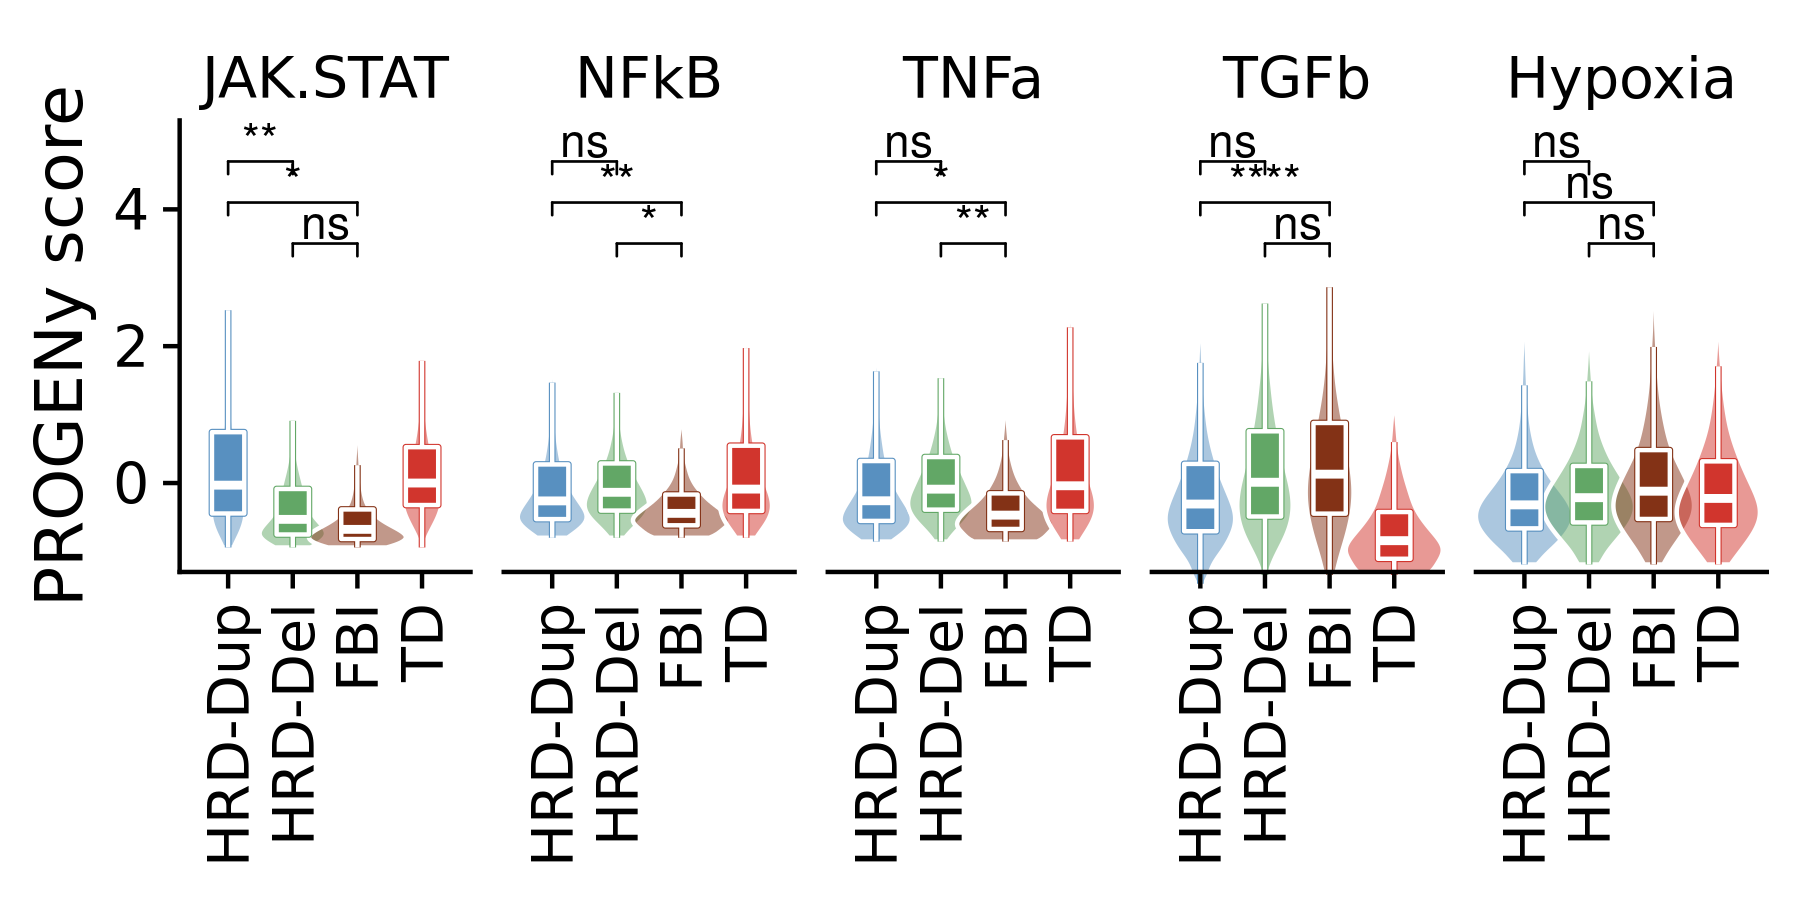 JAK.STAT NFkB TNFa TGFb Hypoxia
PROGENy score
** ns ns ns ns
* ** * **** ns
ns * ** ns ns
4
2
0
HRD-Dup HRD-Del FBI TD HRD-Dup HRD-Del FBI TD HRD-Dup HRD-Del FBI TD HRD-Dup HRD-Del FBI TD HRD-Dup HRD-Del FBI TD